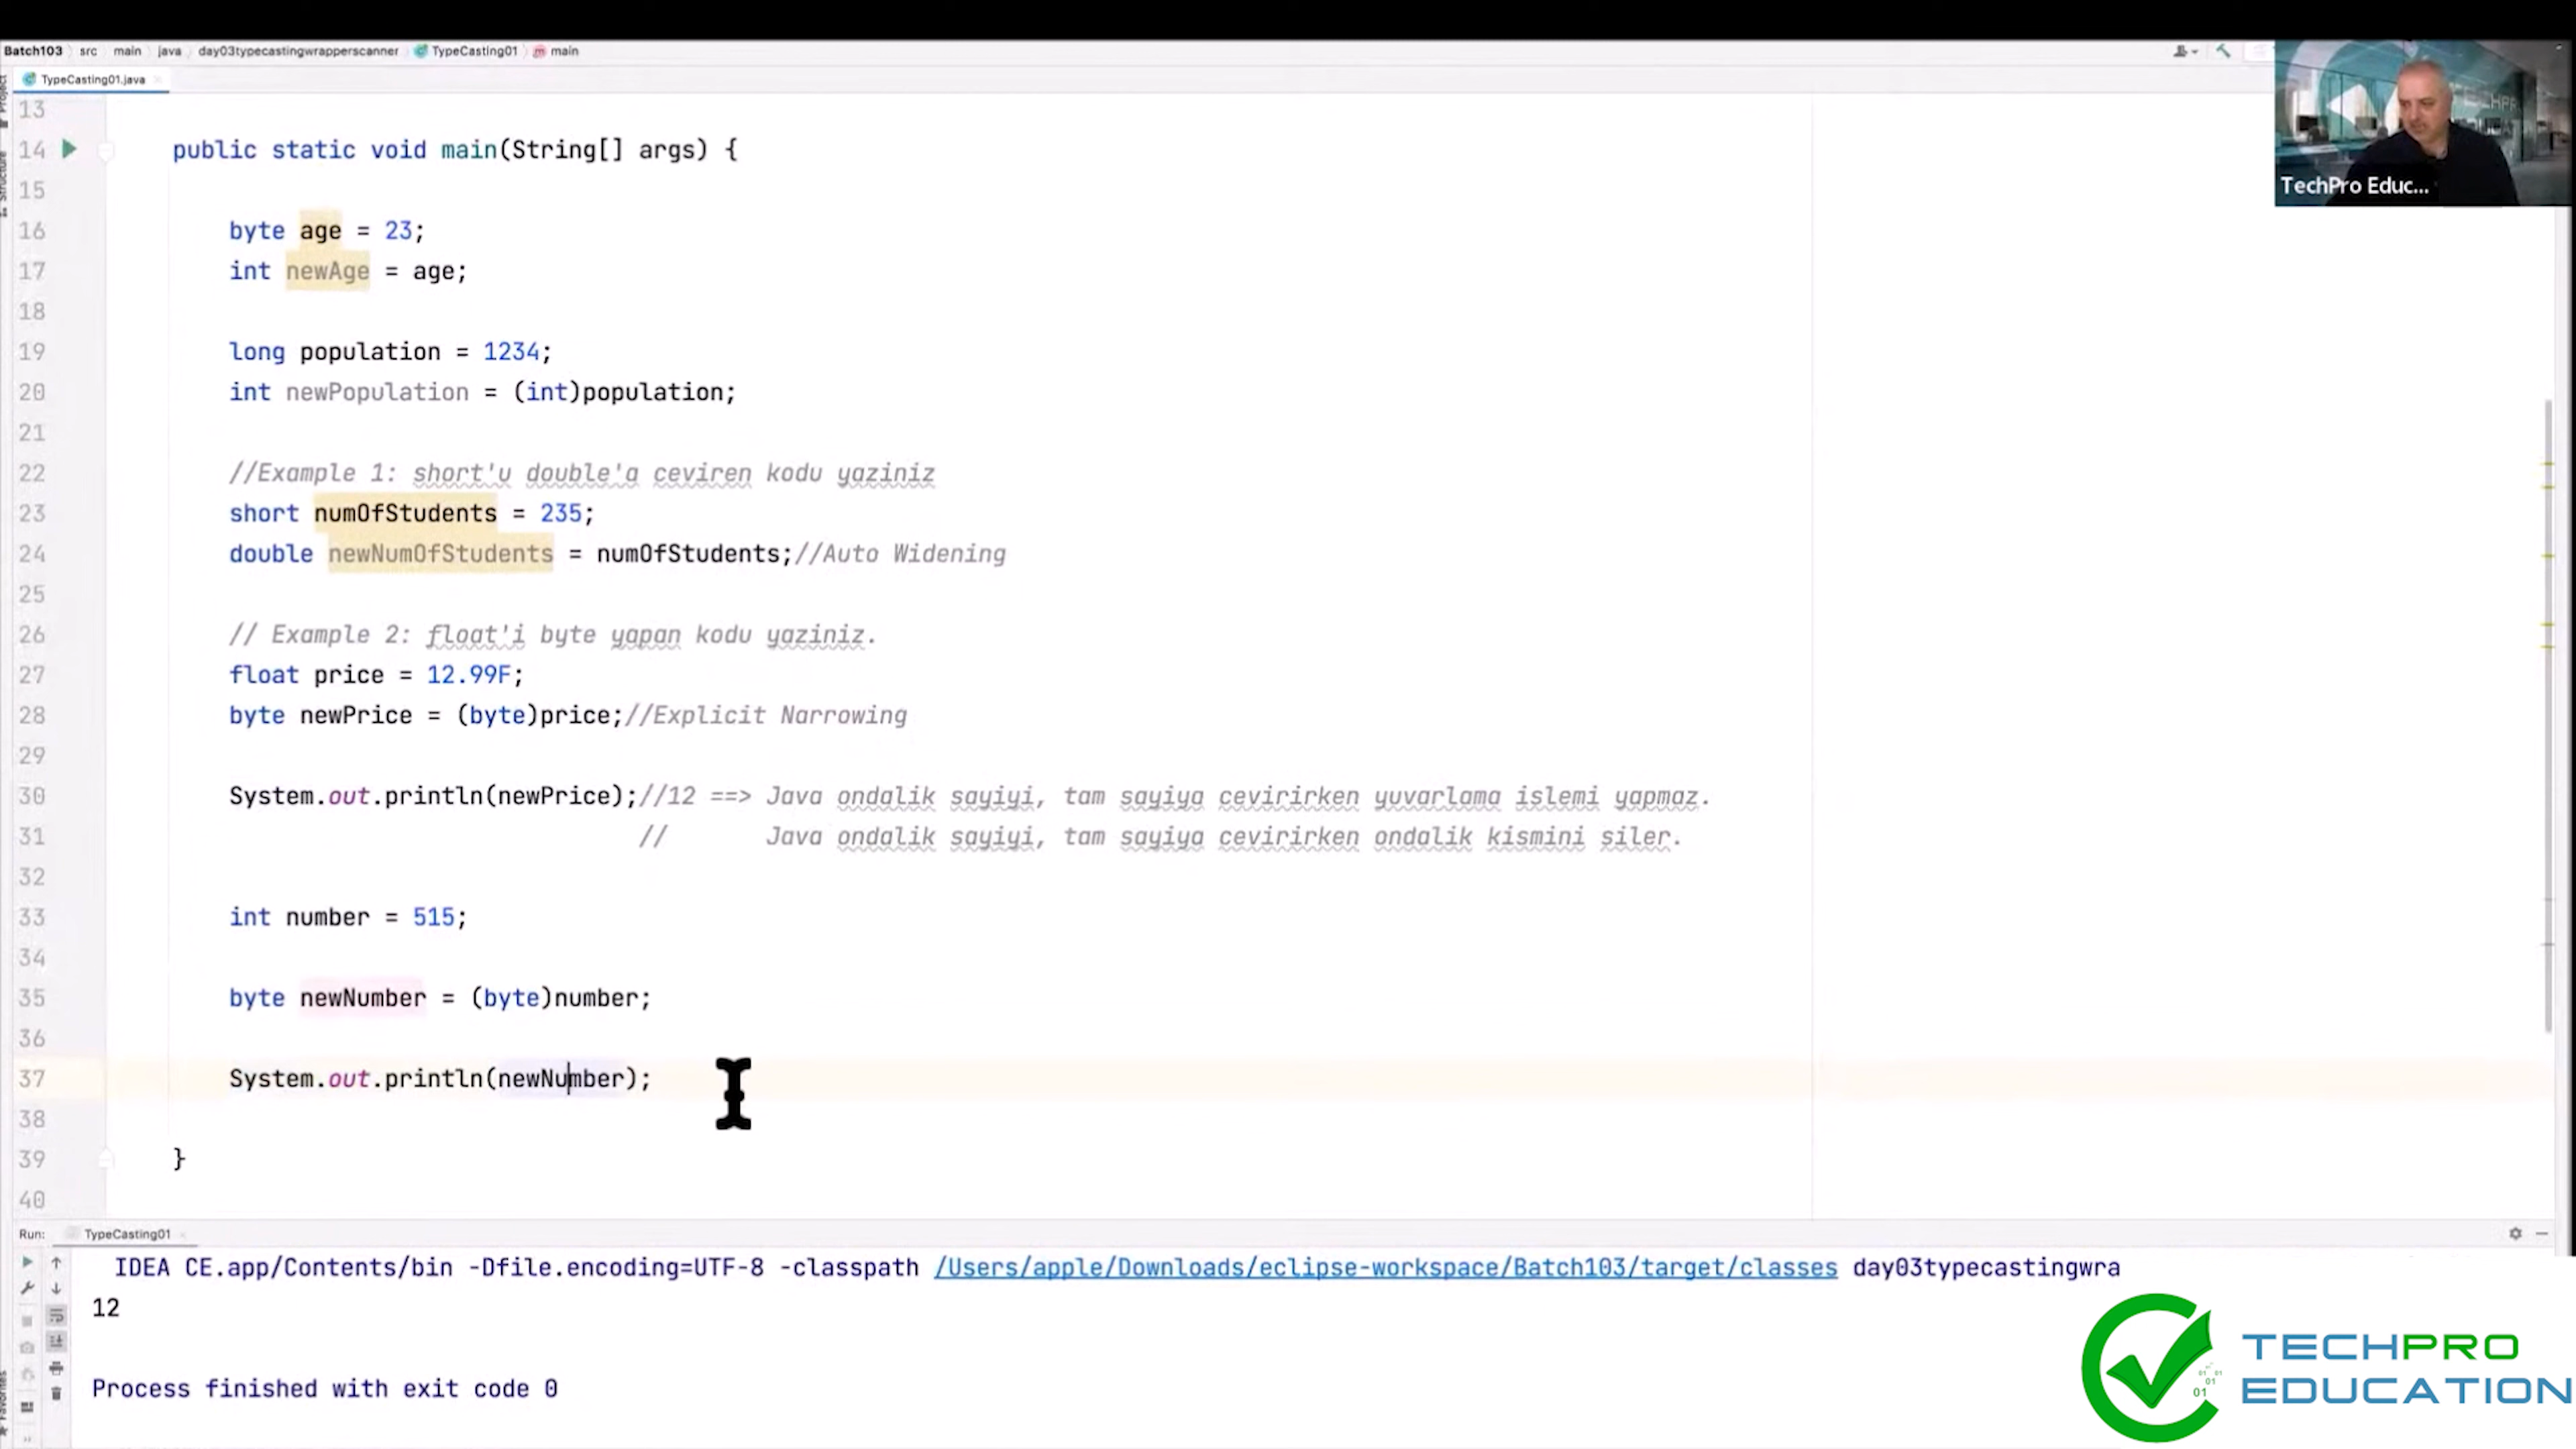 Batch103 src main java day03typecastingwrapperscanner TypeCasting01 main
TypeCasting01.java
Project
Structure
TechPro Educ...
13
14 public static void main(String[] args) {
15
16 byte age = 23;
17 int newAge = age;
18
19 long population = 1234;
20 int newPopulation = (int)population;
21
22 //Example 1: short'u double'a ceviren kodu yaziniz
23 short numOfStudents = 235;
24 double newNumOfStudents = numOfStudents;//Auto Widening
25
26 // Example 2: float'i byte yapan kodu yaziniz.
27 float price = 12.99F;
28 byte newPrice = (byte)price;//Explicit Narrowing
29
30 System.out.println(newPrice);//12 ==> Java ondalik sayiyi, tam sayiya cevirirken yuvarlama islemi yapmaz.
31 // Java ondalik sayiyi, tam sayiya cevirirken ondalik kismini siler.
32
33 int number = 515;
34
35 byte newNumber = (byte)number;
36
37 System.out.println(newNumber);
38
39 }
40
Run: TypeCasting01
IDEA CE.app/Contents/bin -Dfile.encoding=UTF-8 -classpath /Users/apple/Downloads/eclipse-workspace/Batch103/target/classes day03typecastingwra
12
Process finished with exit code 0
Favorites
TECHPRO
EDUCATION